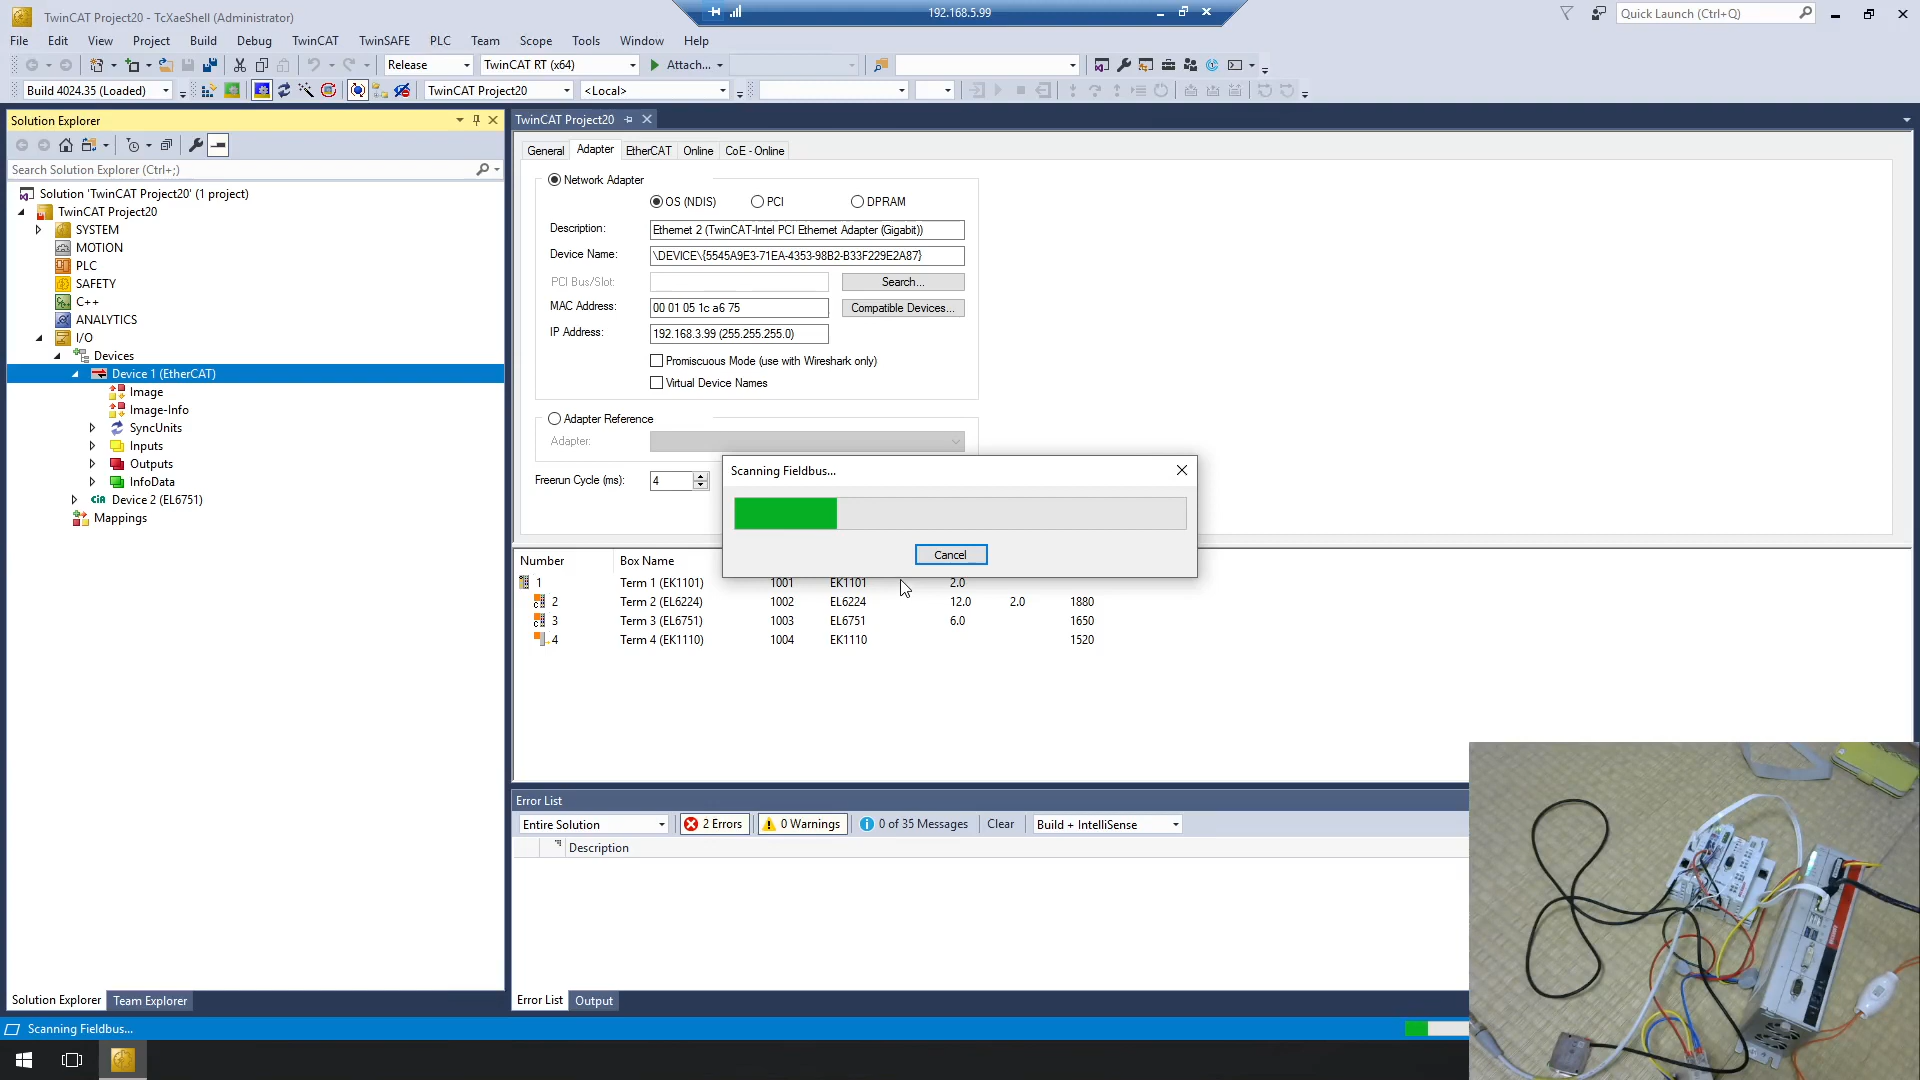 TwinCAT Project20 - TcXaeShell (Administrator)
192.168.5.99
Quick Launch (Ctrl+Q)
File Edit View Project Build Debug TwinCAT TwinSAFE PLC Team Scope Tools Window Help
Release TwinCAT RT (x64) Attach...
Build 4024.35 (Loaded) TwinCAT Project20 <Local>
Solution Explorer
Search Solution Explorer (Ctrl+;)
Solution 'TwinCAT Project20' (1 project)
TwinCAT Project20
SYSTEM
MOTION
PLC
SAFETY
C++
ANALYTICS
I/O
Devices
Device 1 (EtherCAT)
Image
Image-Info
SyncUnits
Inputs
Outputs
InfoData
Device 2 (EL6751)
Mappings
Solution Explorer Team Explorer
TwinCAT Project20
General Adapter EtherCAT Online CoE - Online
Network Adapter
OS (NDIS) PCI DPRAM
Description: Ethernet 2 (TwinCAT-Intel PCI Ethernet Adapter (Gigabit))
Device Name: \DEVICE\{5545A9E3-71EA-4353-98B2-B33F229E2A87}
PCI Bus/Slot: Search...
MAC Address: 00 01 05 1c a6 75 Compatible Devices...
IP Address: 192.168.3.99 (255.255.255.0)
Promiscuous Mode (use with Wireshark only)
Virtual Device Names
Adapter Reference
Adapter:
Freerun Cycle (ms): 4
Scanning Fieldbus...
Cancel
Number Box Name
1 Term 1 (EK1101) 1001 EK1101 2.0
2 Term 2 (EL6224) 1002 EL6224 12.0 2.0 1880
3 Term 3 (EL6751) 1003 EL6751 6.0 1650
4 Term 4 (EK1110) 1004 EK1110 1520
Error List
Entire Solution 2 Errors 0 Warnings 0 of 35 Messages Clear Build + IntelliSense
Description
Error List Output
Scanning Fieldbus...